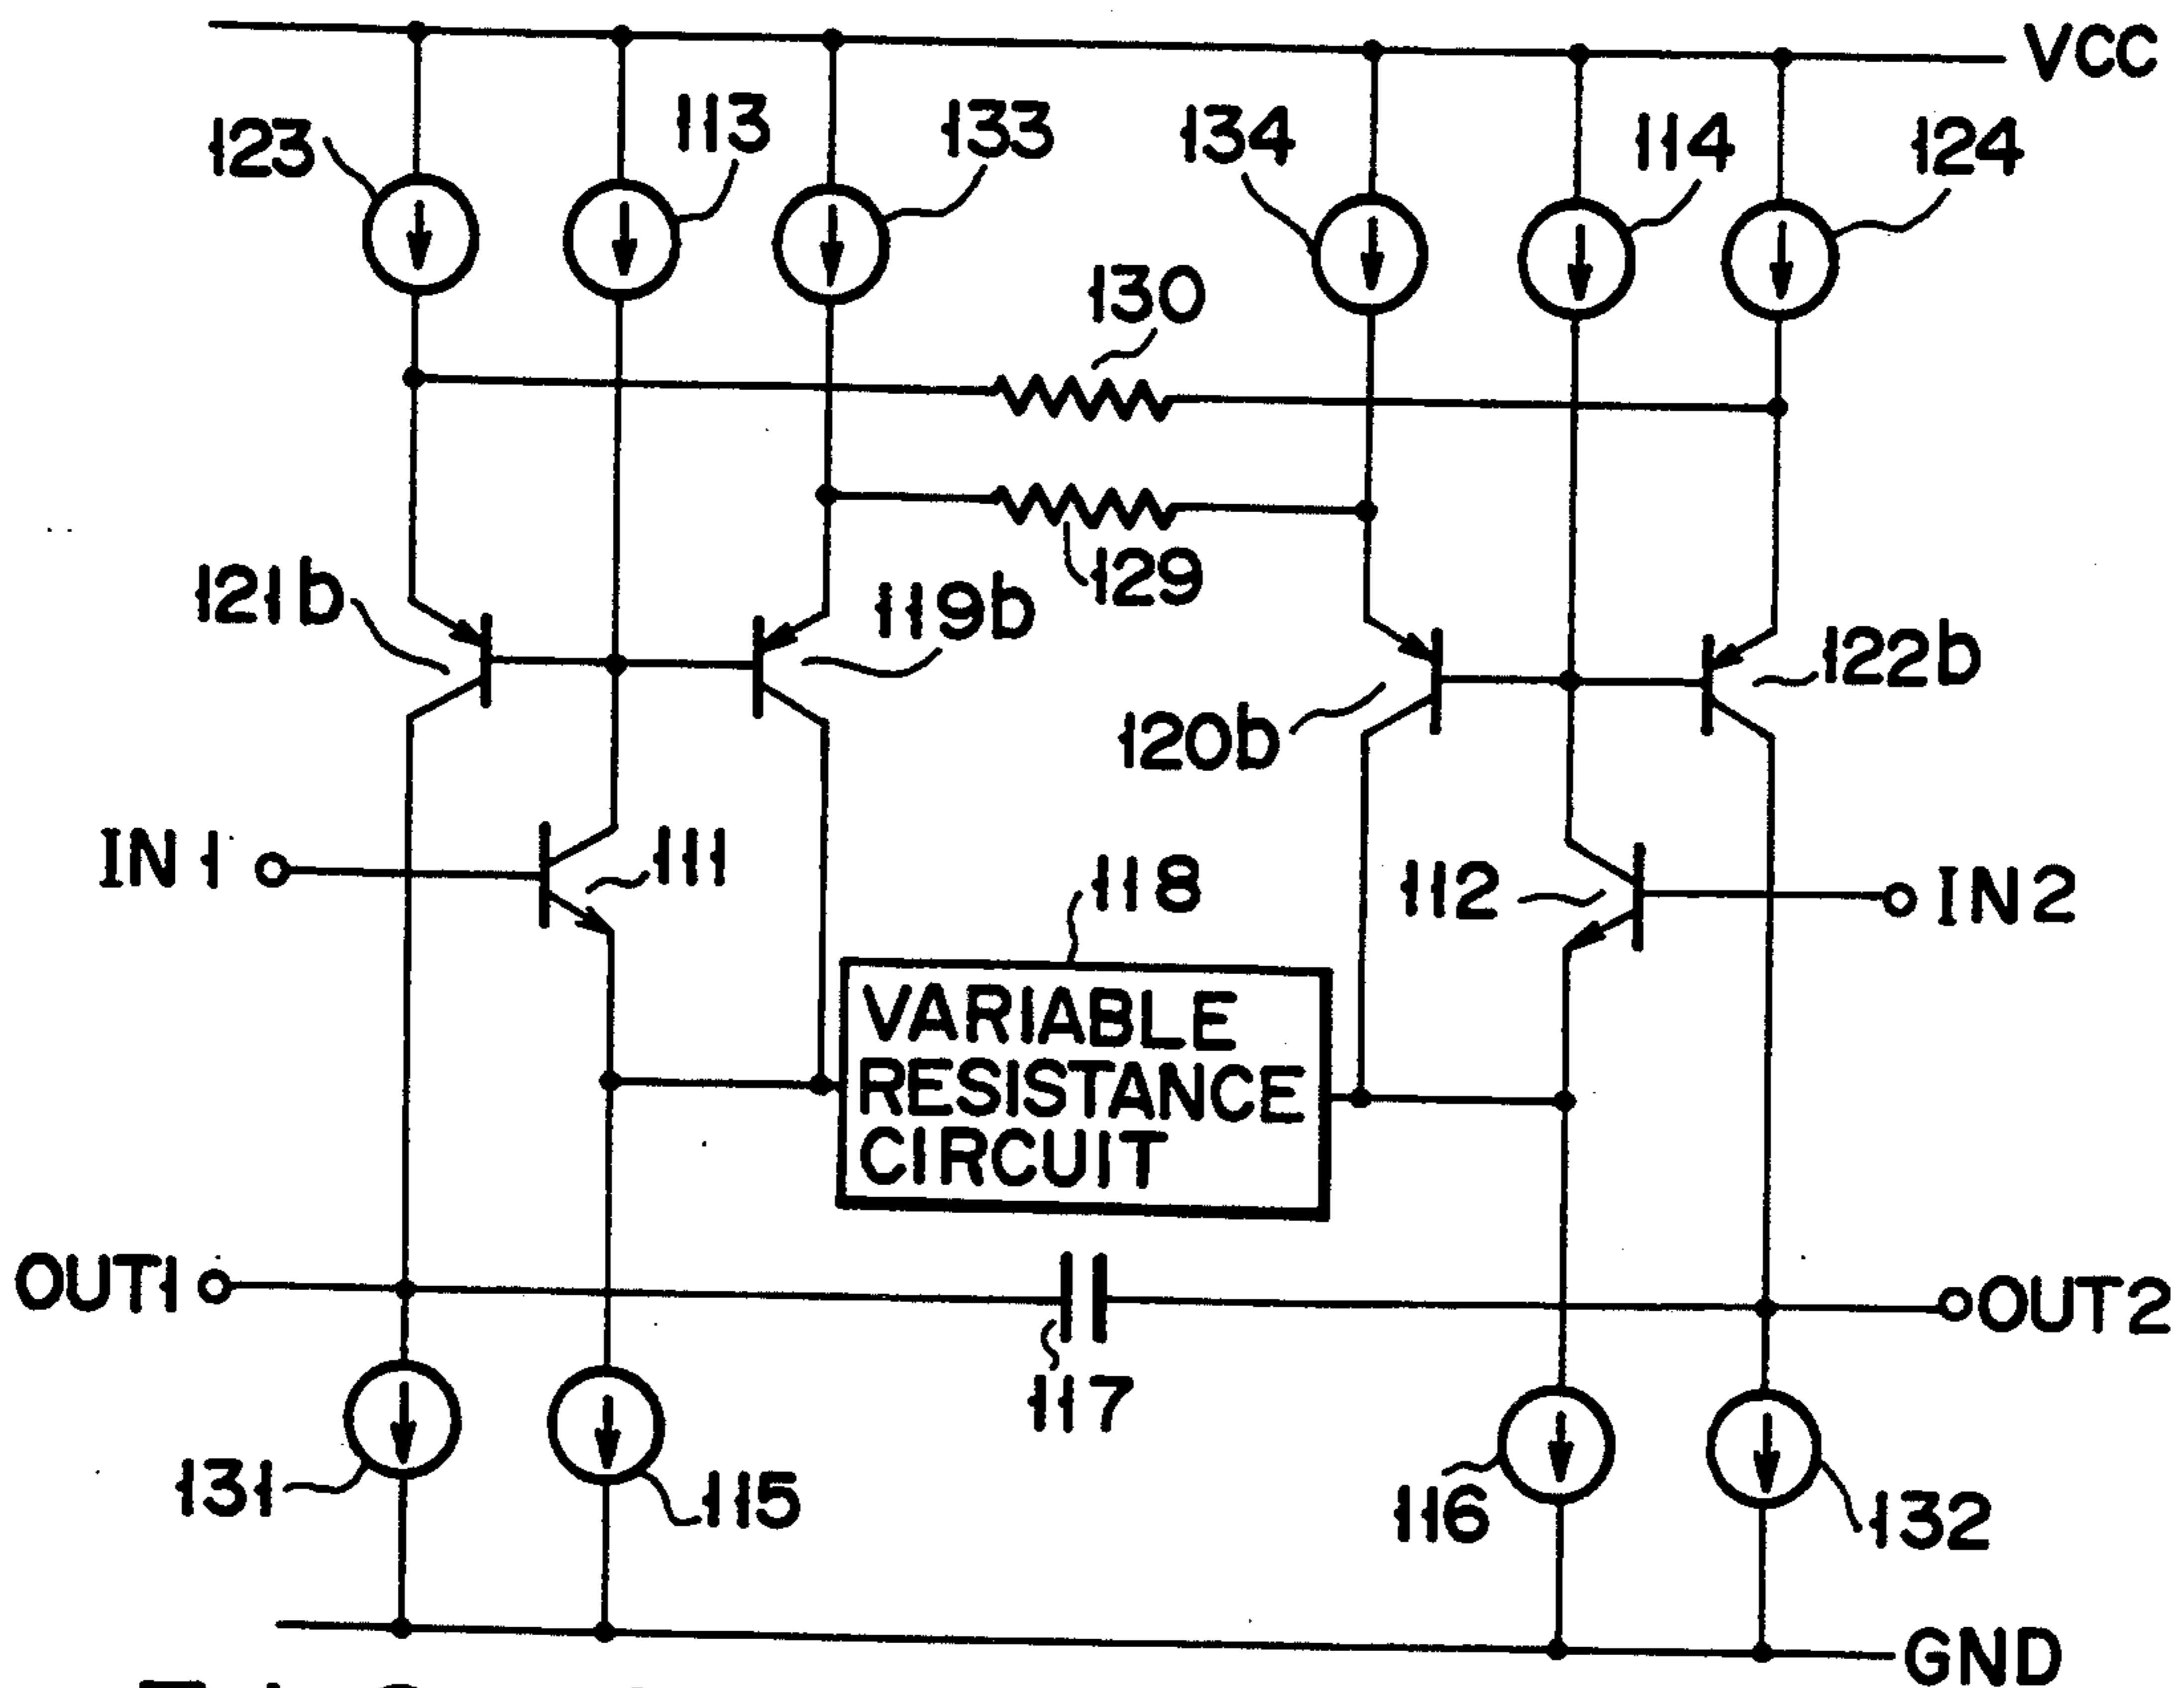 VCC
123
113
133
134
114
124
130
129
121b
119b
120b
122b
IN1
111
118
112
IN2
VARIABLE
RESISTANCE
CIRCUIT
OUT1
OUT2
117
131
115
116
132
GND